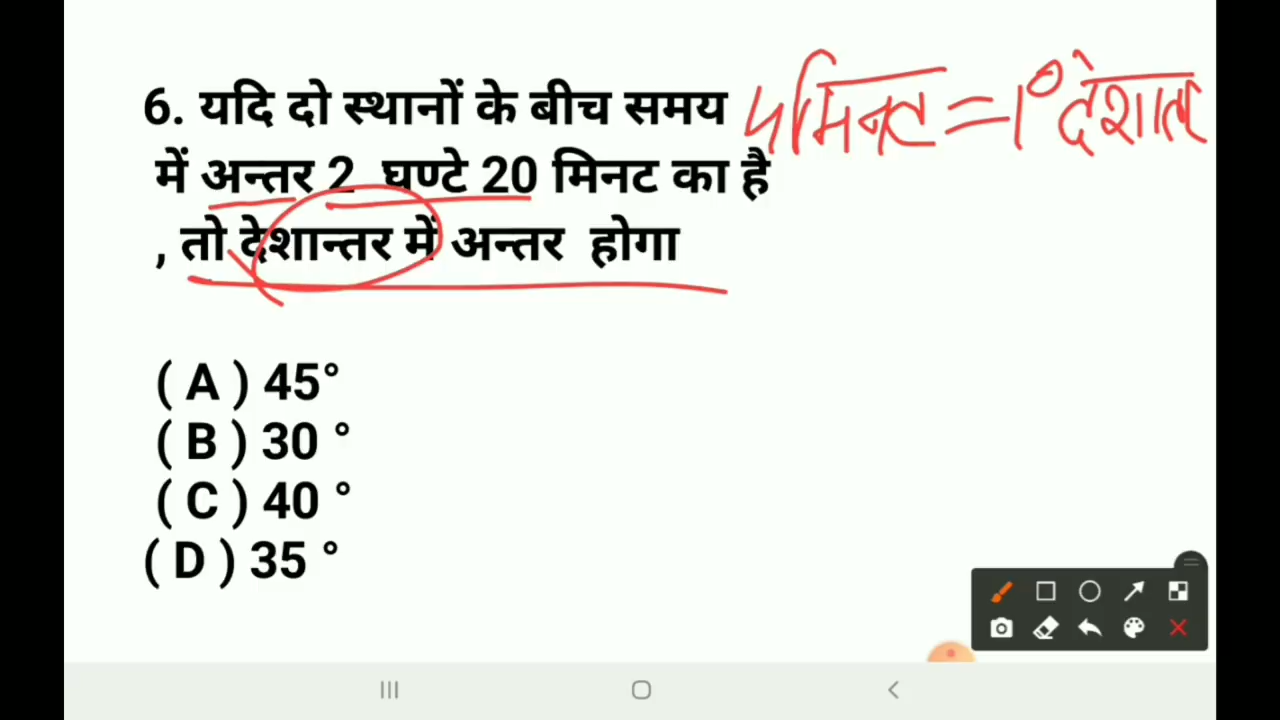 6. यदि दो स्थानों के बीच समय
4 मिनट = 1° देशान्तर
में अन्तर 2 घण्टे 20 मिनट का है
, तो देशान्तर में अन्तर होगा
( A ) 45°
( B ) 30 °
( C ) 40 °
( D ) 35 °